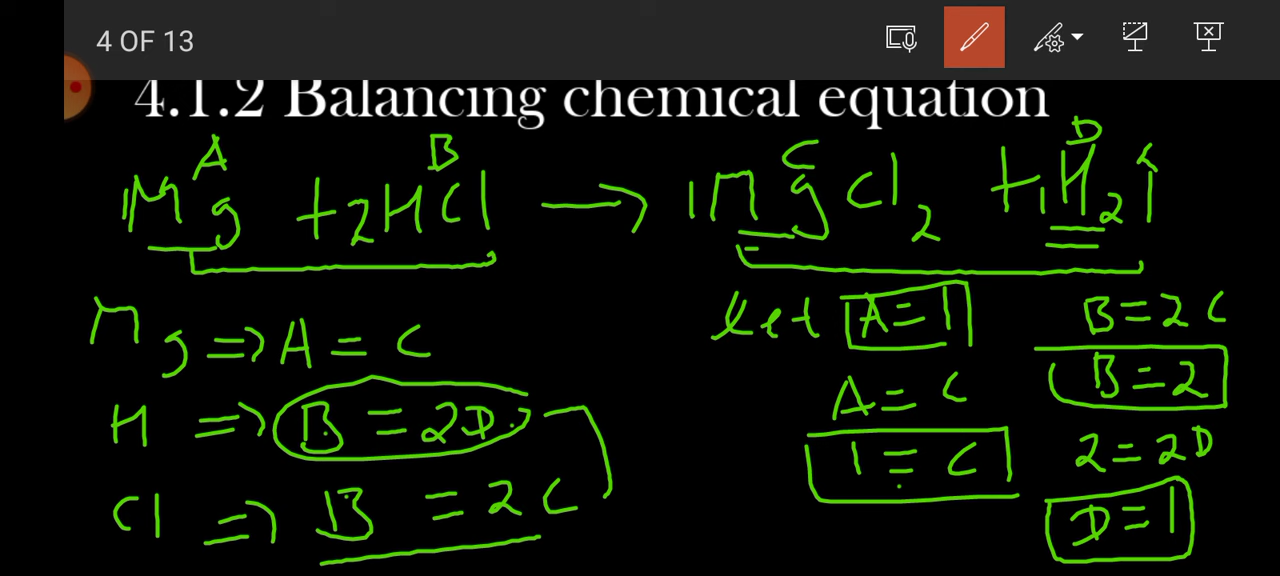 4 OF 13
4.1.2 Balancing chemical equation
A B C D
1Mg + 2HCl → 1MgCl₂ + 1H₂↑
let A = 1 B = 2C
Mg => A = C B = 2
A = C
H => B = 2D. 2 = 2D
1 = C
Cl => B = 2C D = 1